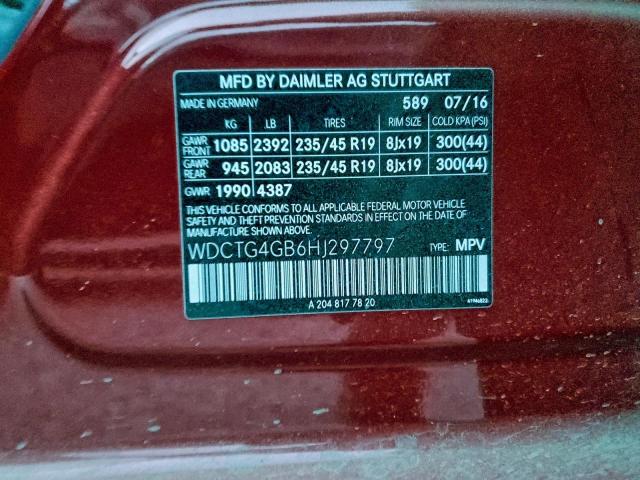 MFD BY DAIMLER AG STUTTGART
MADE IN GERMANY 589 07/16
KG LB TIRES RIM SIZE COLD KPA (PSI)
GAWR FRONT 1085 2392 235/45 R19 8Jx19 300(44)
GAWR REAR 945 2083 235/45 R19 8Jx19 300(44)
GVWR 1990 4387
THIS VEHICLE CONFORMS TO ALL APPLICABLE FEDERAL MOTOR VEHICLE
SAFETY AND THEFT PREVENTION STANDARDS IN EFFECT ON THE DATE OF
MANUFACTURE SHOWN ABOVE.
WDCTG4GB6HJ297797 TYPE: MPV
A 204 817 78 20